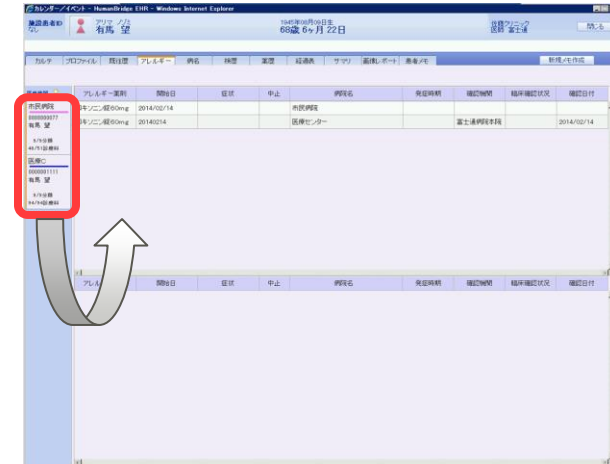 カレンダー/イベント - HumanBridge EHR - Windows Internet Explorer
施設患者ID
なし
アリマ ノゾミ
有馬 望
1945年08月09日生
68歳 6ヶ月 22日
佐藤クリニック
医師 富士通
閉じる
カルテ プロファイル 既往歴 アレルギー 病名 検歴 薬歴 経過表 サマリ 画像レポート 患者メモ
新規メモ作成
アレルギー薬剤 開始日 症状 中止 病院名 発症時期 確認機関 臨床確認状況 確認日付
ロキソニン錠60mg 2014/02/14 市民病院
ロキソニン錠60mg 20140214 医療センター 富士通病院本院 2014/02/14
市民病院
0000000077
有馬 望
医療C
0000001111
有馬 望
開始日 症状 中止 病院名 発症時期 確認機関 臨床確認状況 確認日付